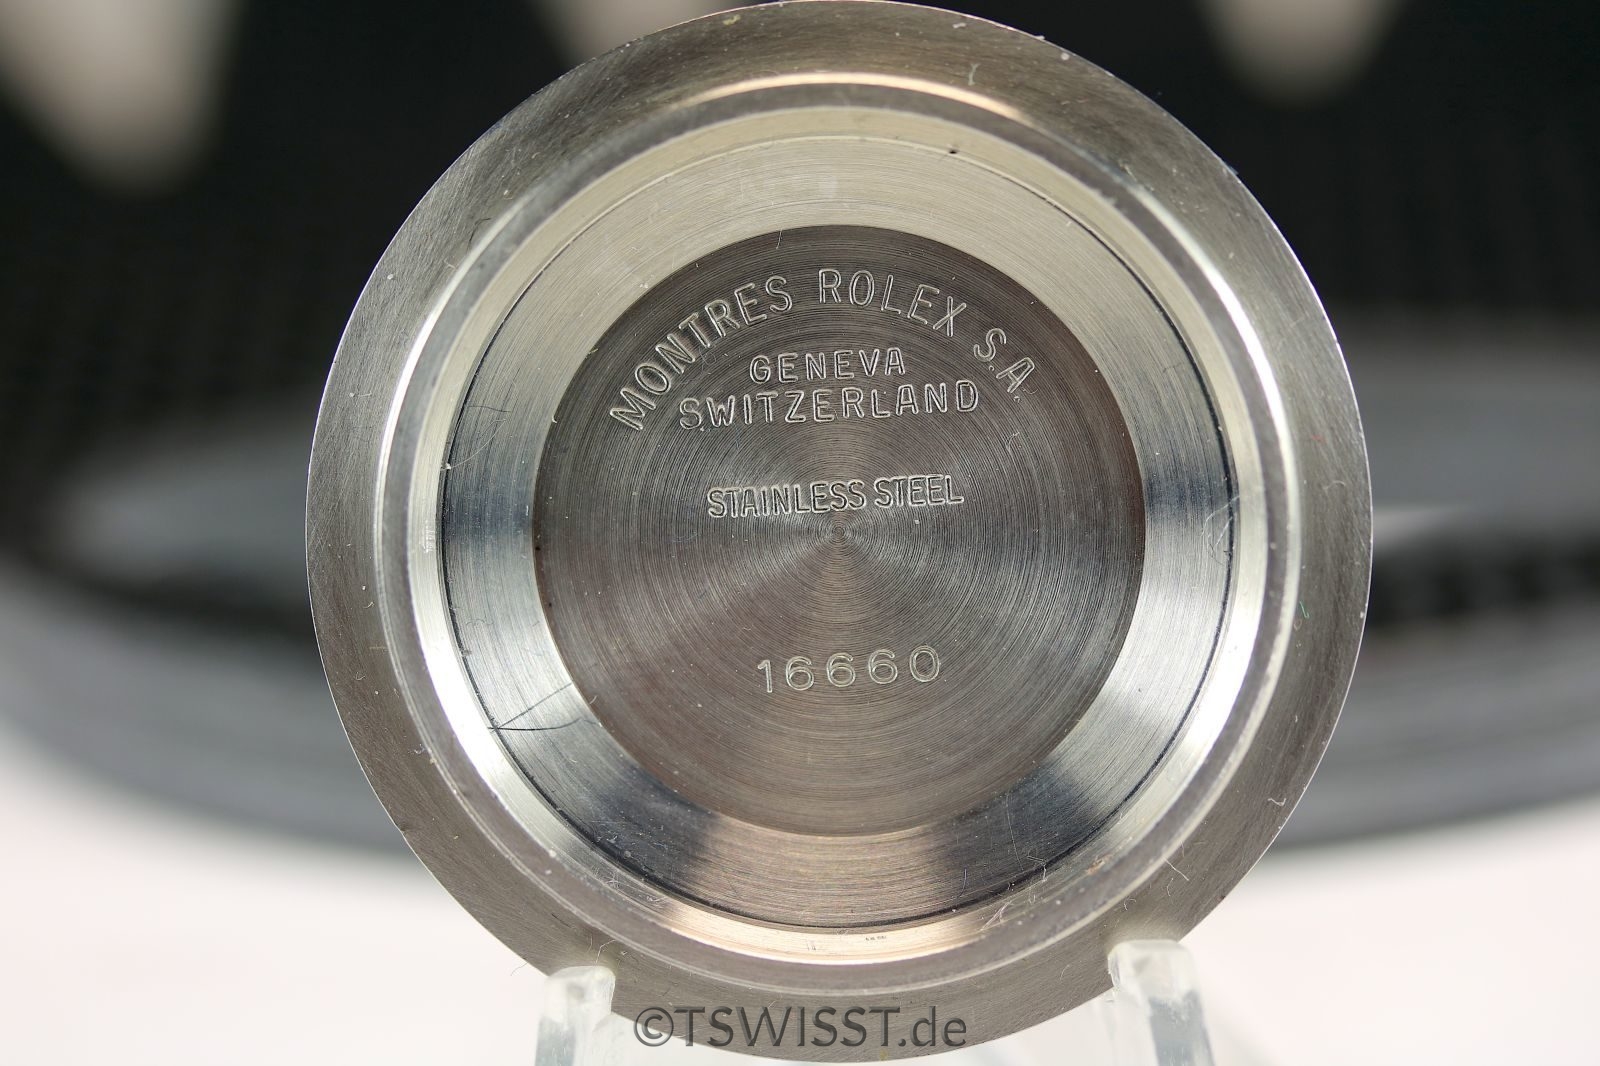 MONTRES ROLEX S.A.
GENEVA
SWITZERLAND
STAINLESS STEEL
16660
©TSWISST.de